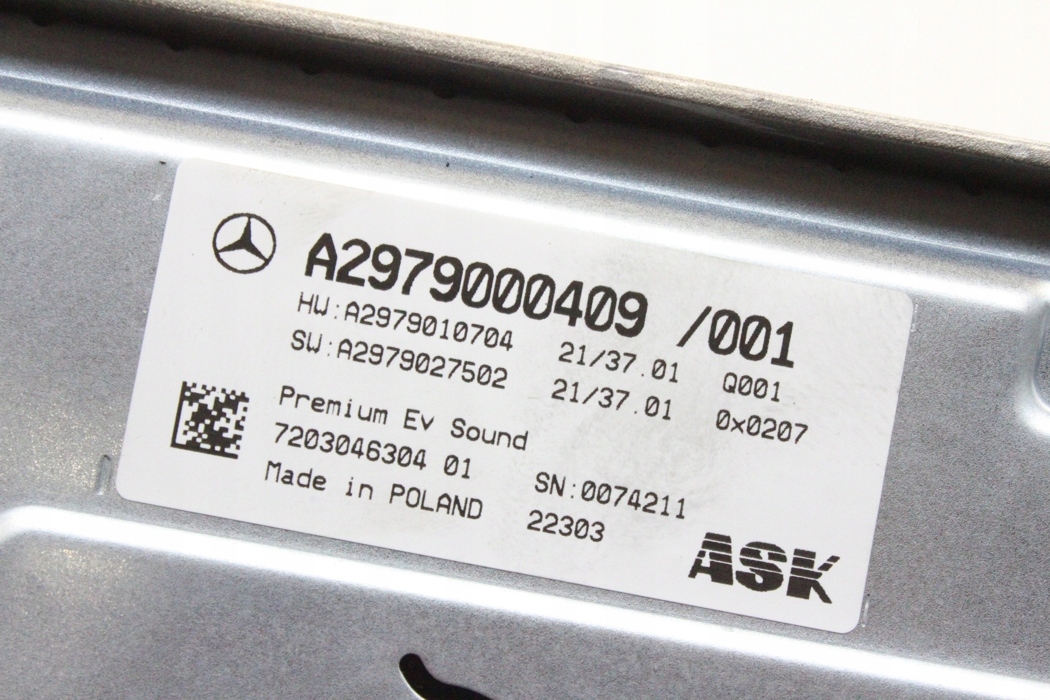 A2979000409 /001
HW:A2979010704 21/37.01 Q001
SW:A2979027502 21/37.01 0x0207
Premium Ev Sound
7203046304 01 SN:0074211
Made in POLAND 22303
ASK